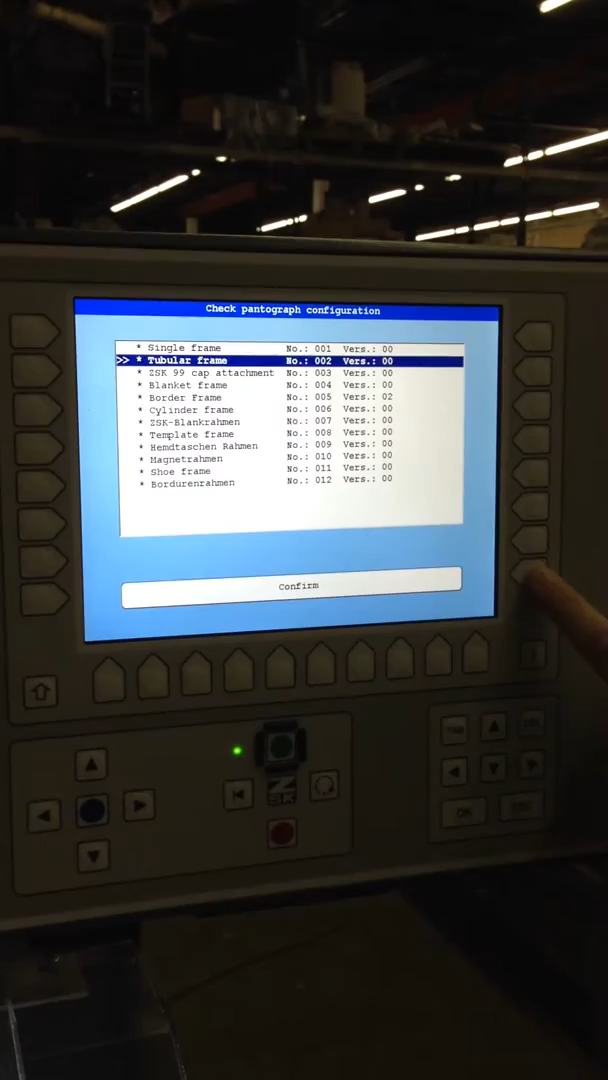 Check pantograph configuration
* Single frame No.: 001 Vers.: 00
>> * Tubular frame No.: 002 Vers.: 00
* ZSK 99 cap attachment No.: 003 Vers.: 00
* Blanket frame No.: 004 Vers.: 00
* Border Frame No.: 005 Vers.: 02
* Cylinder frame No.: 006 Vers.: 00
* ZSK-Blankrahmen No.: 007 Vers.: 00
* Template frame No.: 008 Vers.: 00
* Hemdtaschen Rahmen No.: 009 Vers.: 00
* Magnetrahmen No.: 010 Vers.: 00
* Shoe frame No.: 011 Vers.: 00
* Bordurenrahmen No.: 012 Vers.: 00
Confirm
ZSK
OK